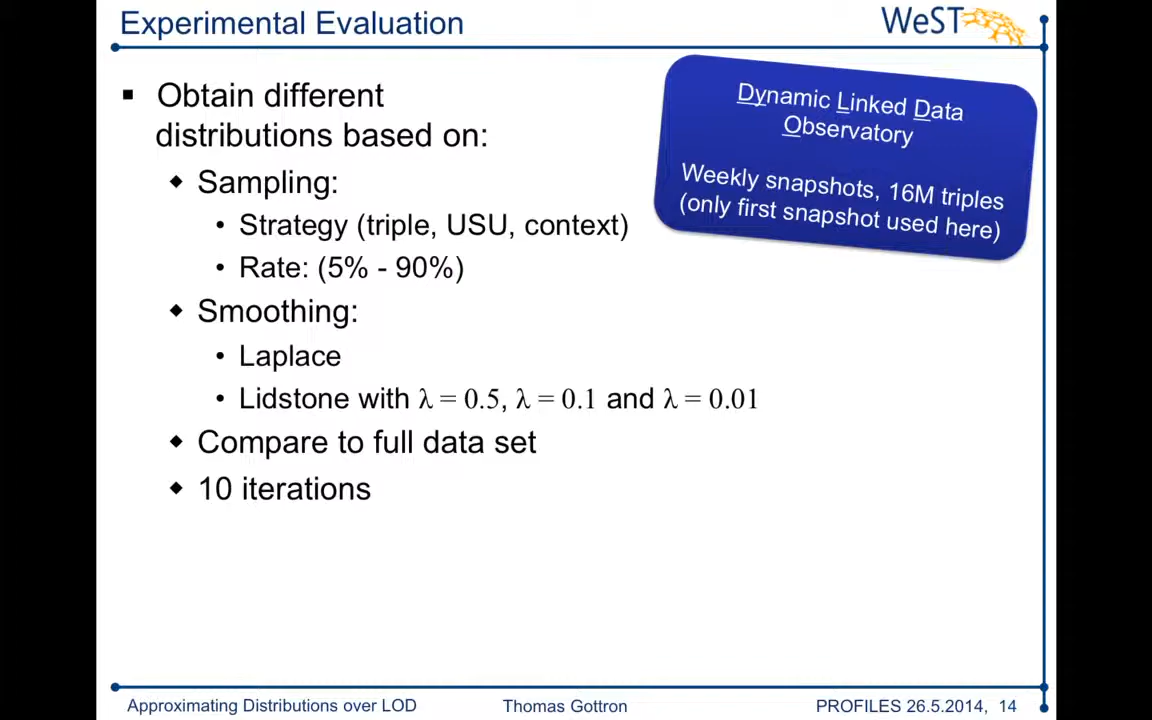 Experimental Evaluation
WeST
▪ Obtain different
distributions based on:
◆ Sampling:
• Strategy (triple, USU, context)
• Rate: (5% - 90%)
◆ Smoothing:
• Laplace
• Lidstone with λ = 0.5, λ = 0.1 and λ = 0.01
◆ Compare to full data set
◆ 10 iterations
Dynamic Linked Data
Observatory
Weekly snapshots, 16M triples
(only first snapshot used here)
Approximating Distributions over LOD
Thomas Gottron
PROFILES 26.5.2014, 14